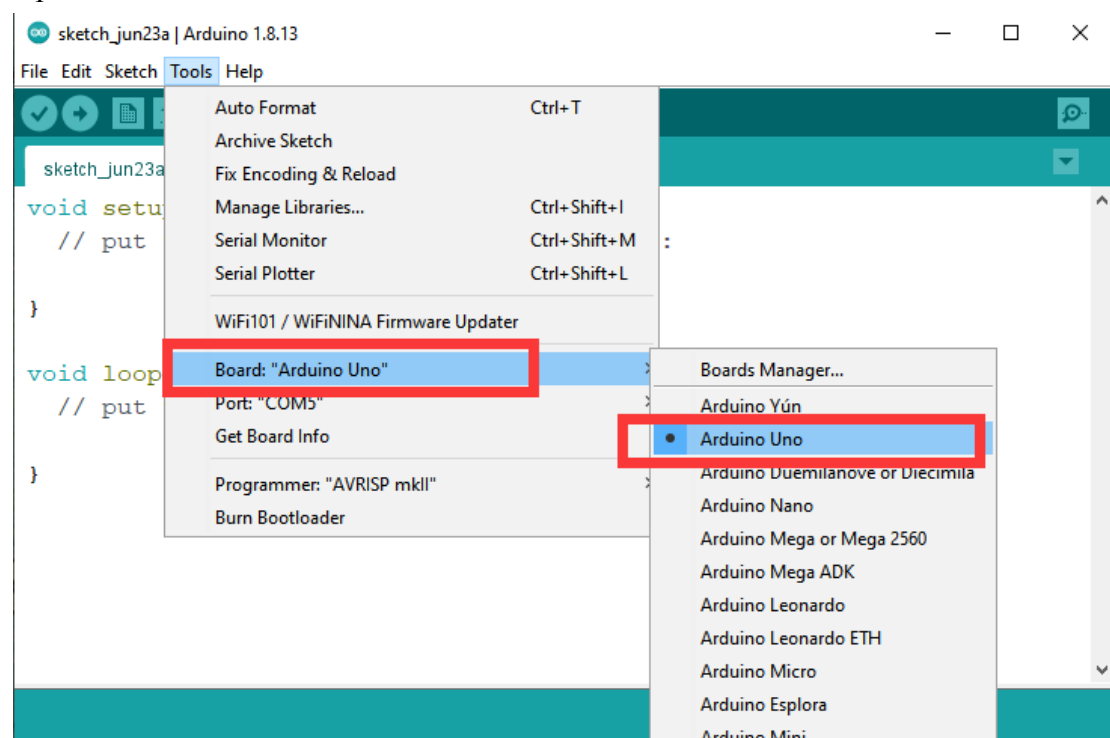 sketch_jun23a | Arduino 1.8.13
File Edit Sketch Tools Help
sketch_jun23a
void setu
// put
:
}
void loop
// put
}
Auto Format Ctrl+T
Archive Sketch
Fix Encoding & Reload
Manage Libraries... Ctrl+Shift+I
Serial Monitor Ctrl+Shift+M
Serial Plotter Ctrl+Shift+L
WiFi101 / WiFiNINA Firmware Updater
Board: "Arduino Uno"
Port: "COM5"
Get Board Info
Programmer: "AVRISP mkII"
Burn Bootloader
Boards Manager...
Arduino Yún
Arduino Uno
Arduino Duemilanove or Diecimila
Arduino Nano
Arduino Mega or Mega 2560
Arduino Mega ADK
Arduino Leonardo
Arduino Leonardo ETH
Arduino Micro
Arduino Esplora
Arduino Mini